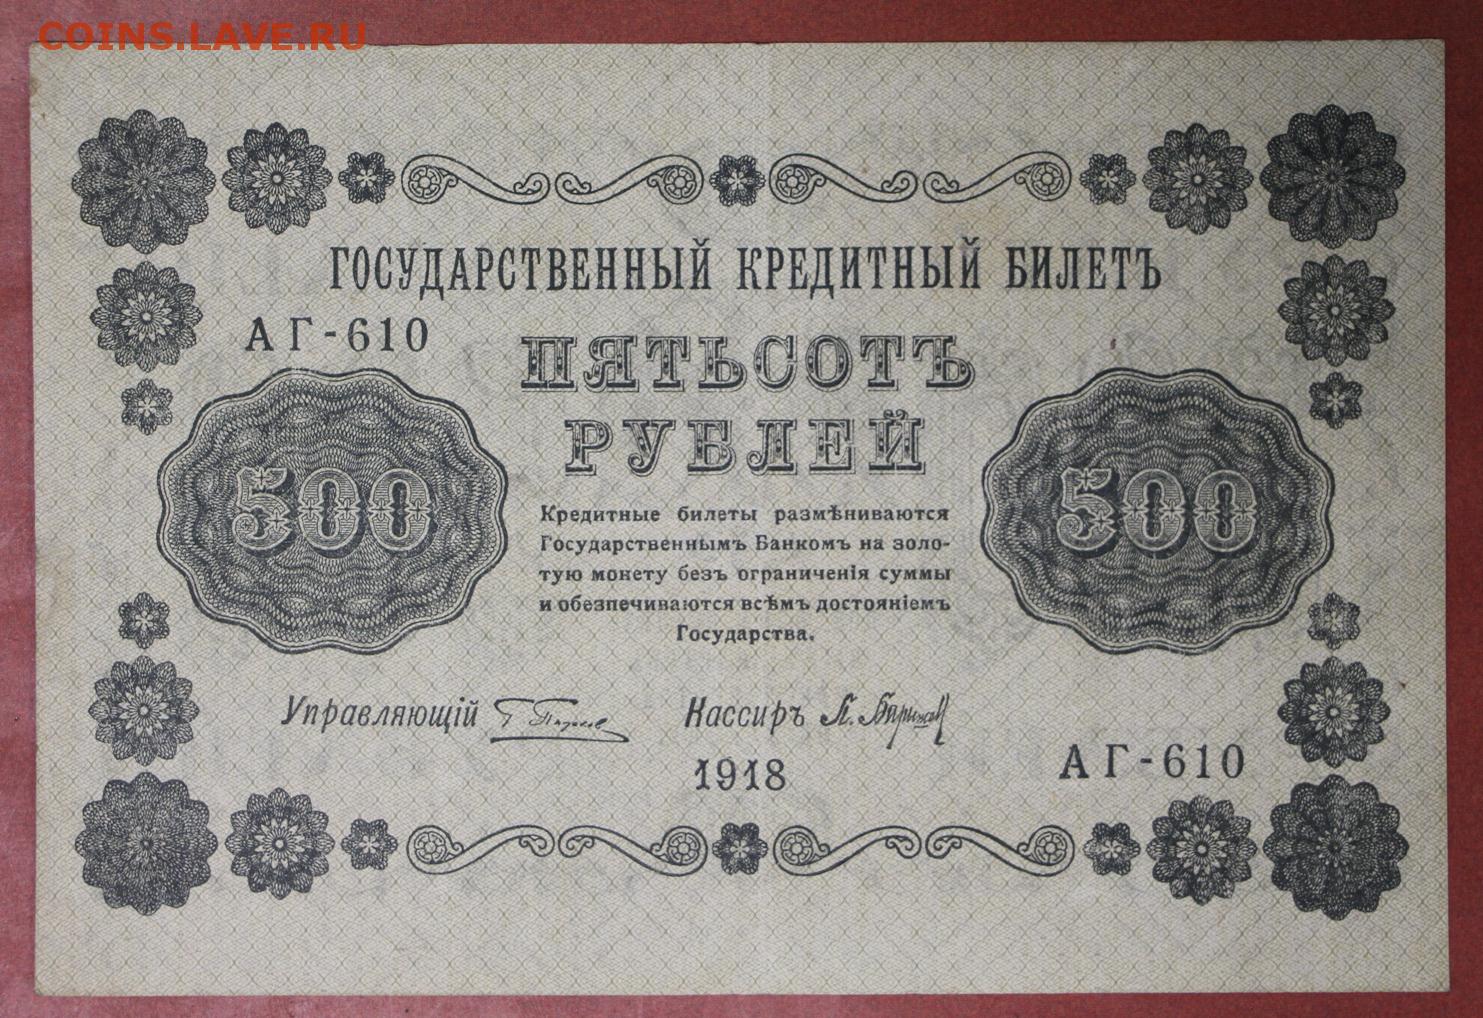 COINS.LAVE.RU
ГОСУДАРСТВЕННЫЙ КРЕДИТНЫЙ БИЛЕТЪ
АГ-610
ПЯТЬСОТЪ
РУБЛЕЙ
500
500
Кредитные билеты размѣниваются
Государственнымъ Банкомъ на золо-
тую монету безъ ограниченія суммы
и обезпечиваются всѣмъ достояніемъ
Государства.
Управляющій
Кассиръ
1918
АГ-610